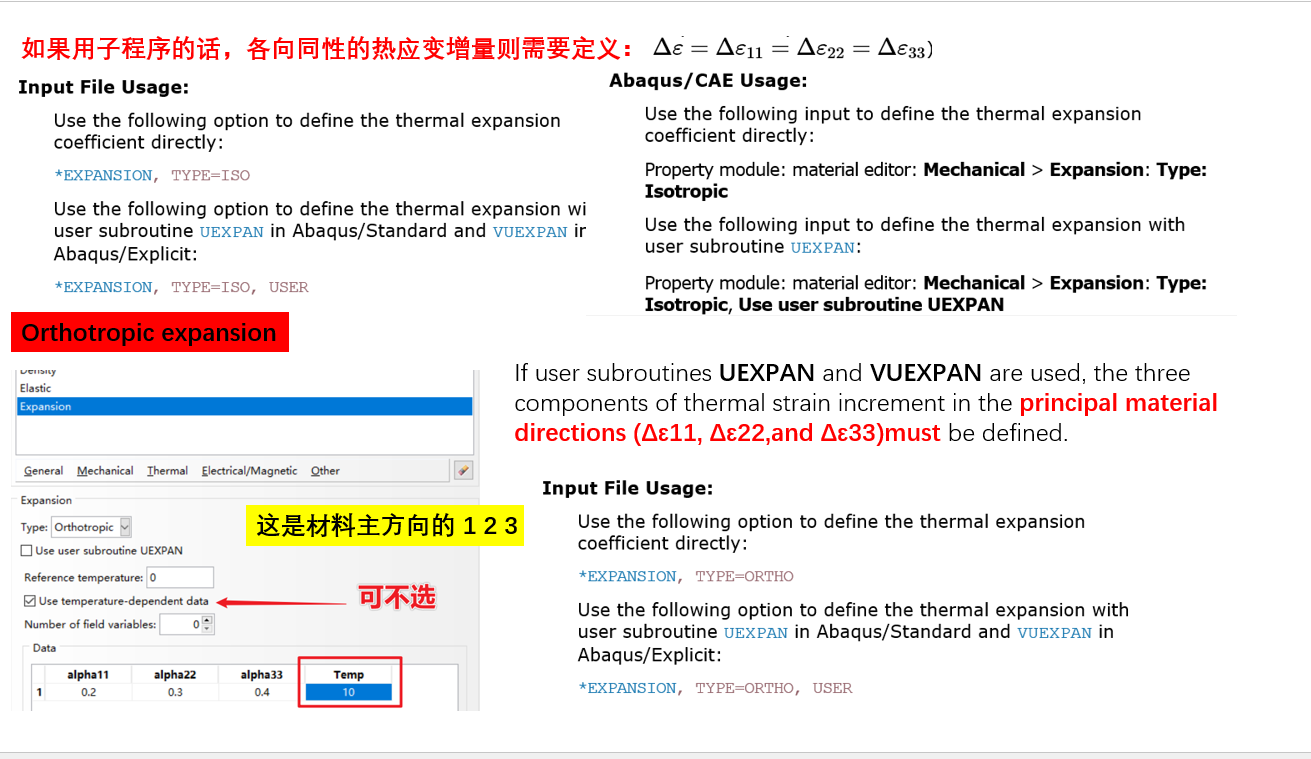 如果用子程序的话，各向同性的热应变增量则需要定义： Δε = Δε11 = Δε22 = Δε33)
Input File Usage:
Use the following option to define the thermal expansion
coefficient directly:
*EXPANSION, TYPE=ISO
Use the following option to define the thermal expansion wi
user subroutine UEXPAN in Abaqus/Standard and VUEXPAN in
Abaqus/Explicit:
*EXPANSION, TYPE=ISO, USER
Abaqus/CAE Usage:
Use the following input to define the thermal expansion
coefficient directly:
Property module: material editor: Mechanical > Expansion: Type:
Isotropic
Use the following input to define the thermal expansion with
user subroutine UEXPAN:
Property module: material editor: Mechanical > Expansion: Type:
Isotropic, Use user subroutine UEXPAN
Orthotropic expansion
Density
Elastic
Expansion
General Mechanical Thermal Electrical/Magnetic Other
Expansion
Type: Orthotropic
Use user subroutine UEXPAN
Reference temperature: 0
Use temperature-dependent data
Number of field variables: 0
Data
alpha11 alpha22 alpha33 Temp
1 0.2 0.3 0.4 10
这是材料主方向的 1 2 3
可不选
If user subroutines UEXPAN and VUEXPAN are used, the three
components of thermal strain increment in the principal material
directions (Δε11, Δε22,and Δε33)must be defined.
Input File Usage:
Use the following option to define the thermal expansion
coefficient directly:
*EXPANSION, TYPE=ORTHO
Use the following option to define the thermal expansion with
user subroutine UEXPAN in Abaqus/Standard and VUEXPAN in
Abaqus/Explicit:
*EXPANSION, TYPE=ORTHO, USER